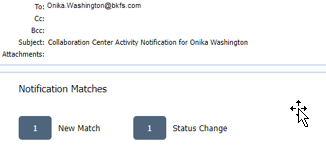 To: Onika.Washington@bkfs.com
Cc:
Bcc:
Subject: Collaboration Center Activity Notification for Onika Washington
Attachments:
Notification Matches
1 New Match 1 Status Change